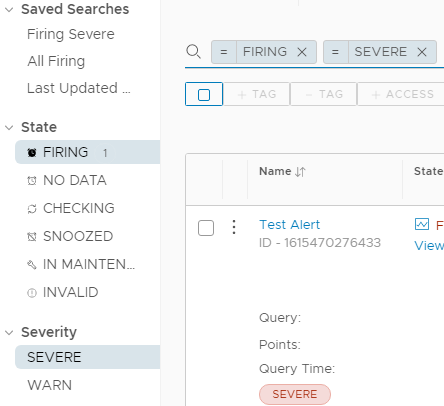 Saved Searches
Firing Severe
All Firing
Last Updated ...
State
FIRING 1
NO DATA
CHECKING
SNOOZED
IN MAINTEN...
INVALID
Severity
SEVERE
WARN
= FIRING × = SEVERE ×
+ TAG − TAG + ACCESS
Name State
Test Alert F
ID - 1615470276433 View
Query:
Points:
Query Time:
SEVERE